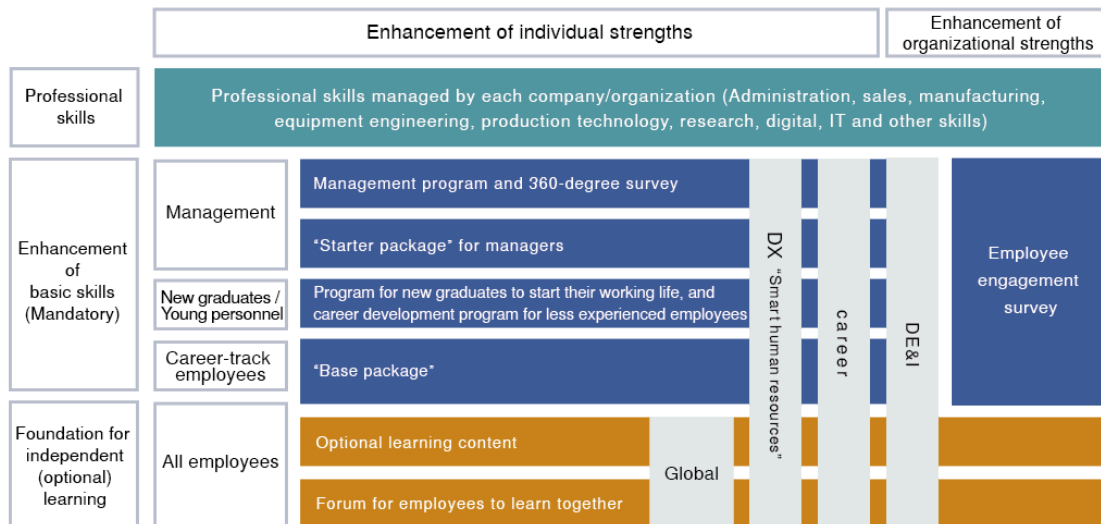 Enhancement of individual strengths
Enhancement of
organizational strengths
Professional
skills
Professional skills managed by each company/organization (Administration, sales, manufacturing,
equipment engineering, production technology, research, digital, IT and other skills)
Enhancement
of
basic skills
(Mandatory)
Management
Management program and 360-degree survey
"Starter package" for managers
New graduates /
Young personnel
Program for new graduates to start their working life, and
career development program for less experienced employees
Career-track
employees
"Base package"
DX "Smart human resources"
career
DE&I
Employee
engagement
survey
Foundation for
independent
(optional)
learning
All employees
Optional learning content
Global
Forum for employees to learn together